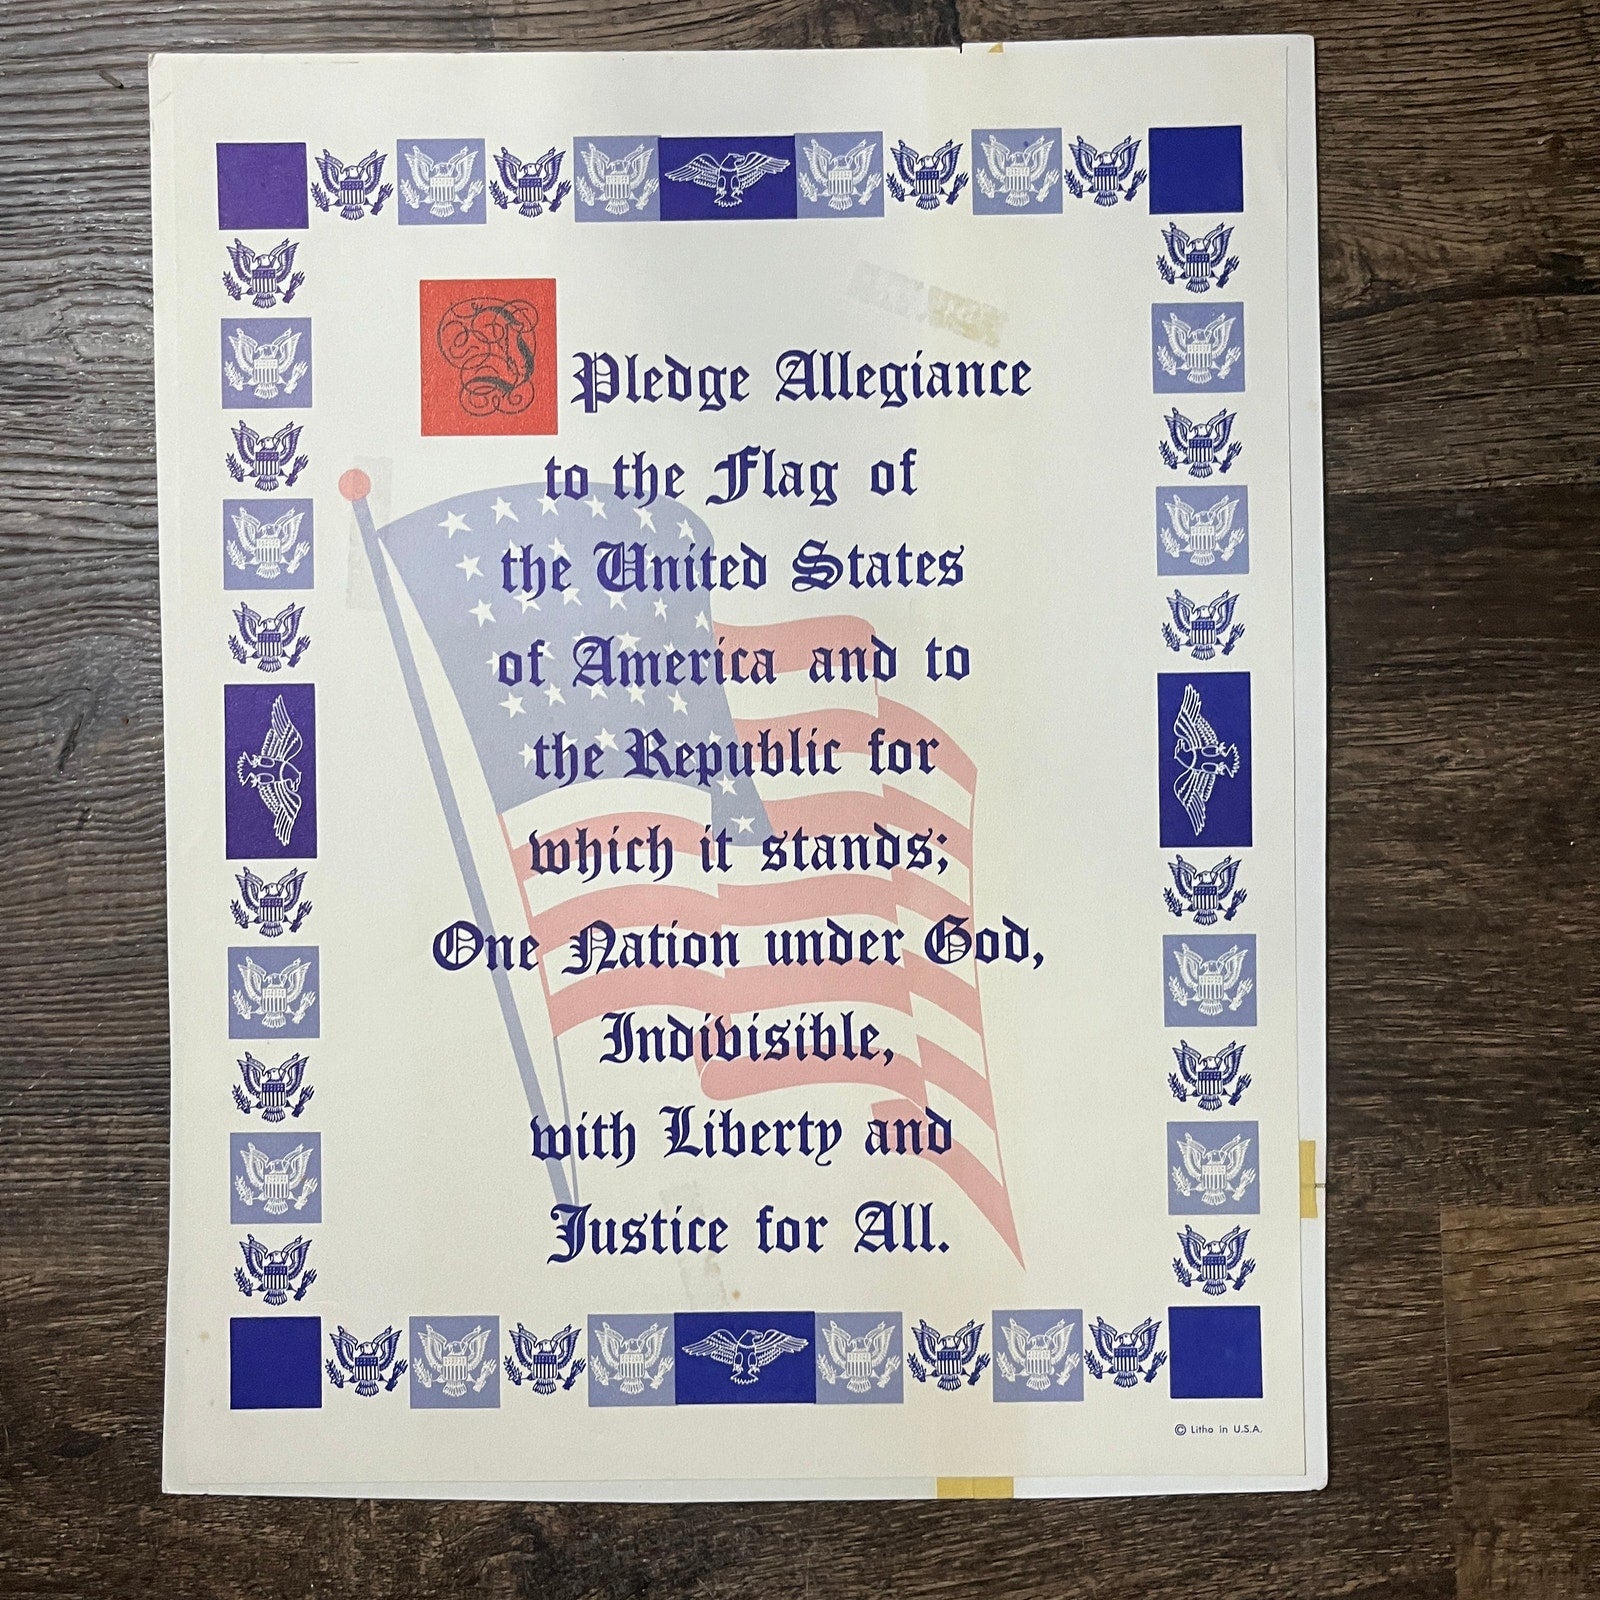 I Pledge Allegiance
to the Flag of
the United States
of America and to
the Republic for
which it stands;
One Nation under God,
Indivisible,
with Liberty and
Justice for All.
© Litho in U.S.A.